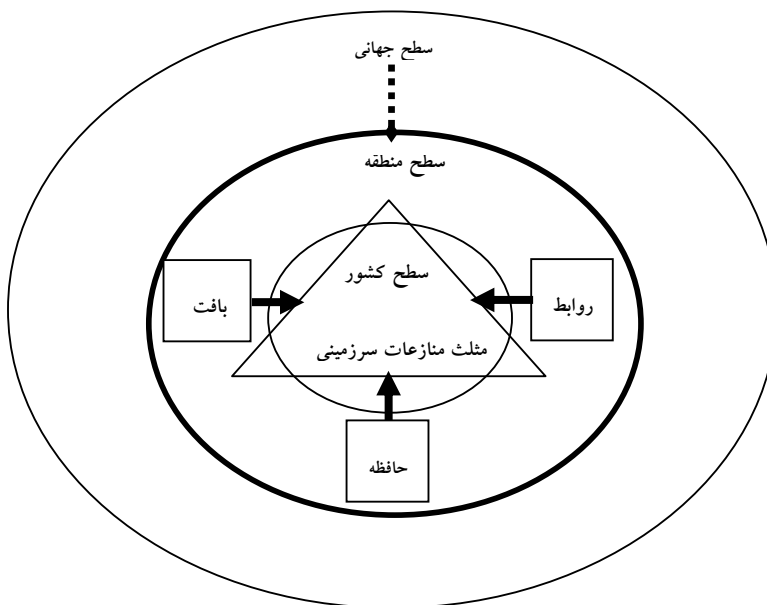 سطح جهانی
سطح منطقه
سطح کشور
روابط
بافت
مثلث منازعات سرزمینی
حافظه